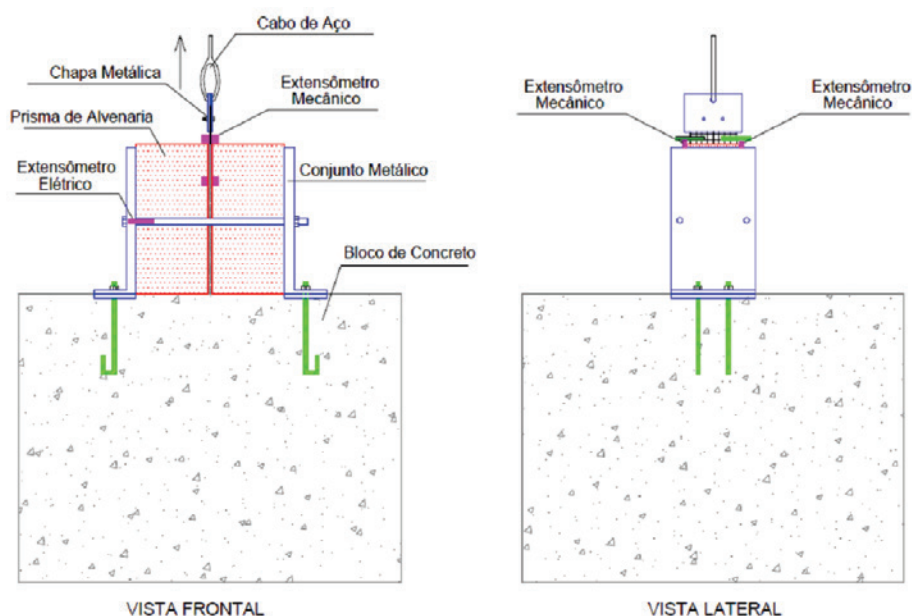 Cabo de Aço
Chapa Metálica
Extensômetro
Mecânico
Prisma de Alvenaria
Extensômetro
Elétrico
Conjunto Metálico
Bloco de Concreto
VISTA FRONTAL
Extensômetro
Mecânico
Extensômetro
Mecânico
VISTA LATERAL